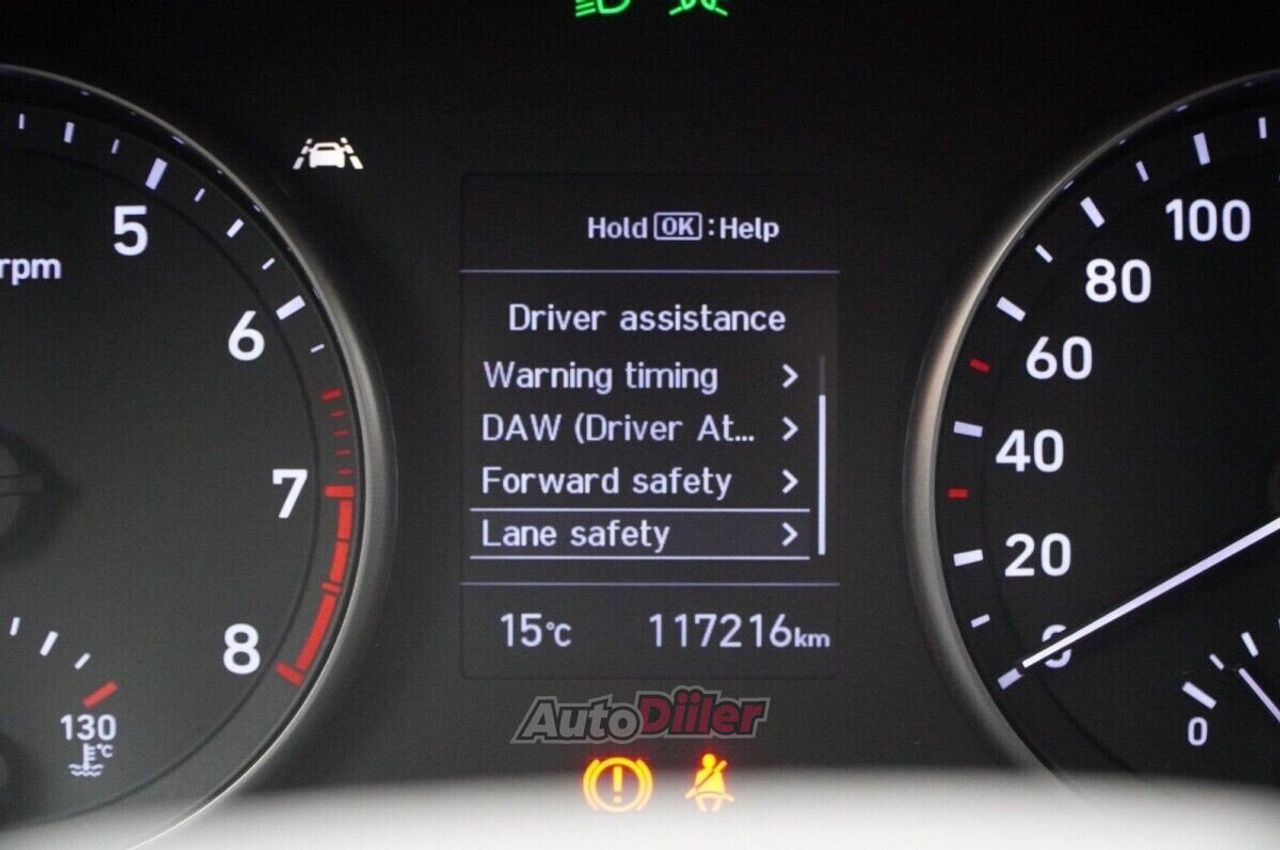 5
rpm
6
7
8
130
°C
Hold OK : Help
Driver assistance
Warning timing >
DAW (Driver At... >
Forward safety >
Lane safety >
15°C 117216km
AutoDiiler
100
80
60
40
20
0
0